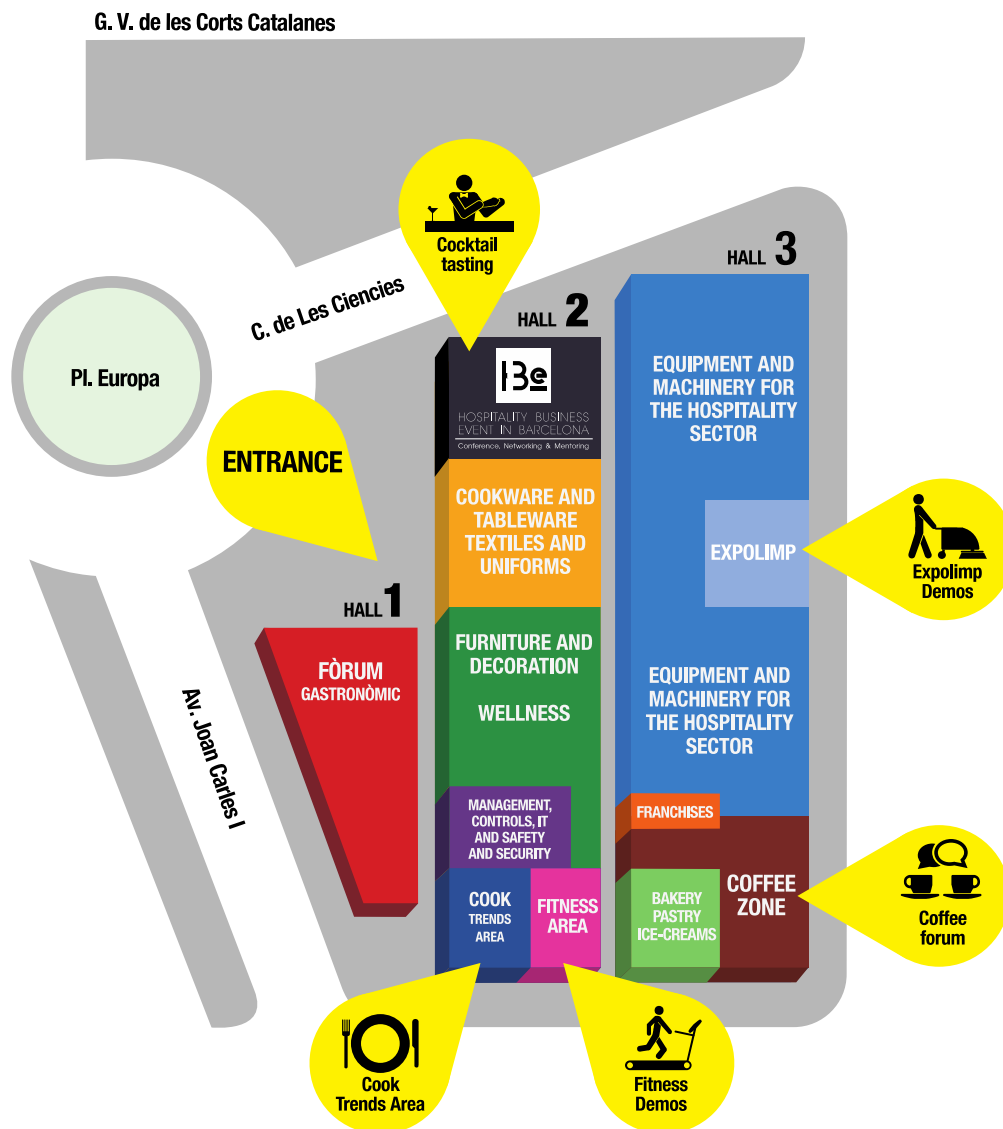 G. V. de les Corts Catalanes
Cocktail
tasting
C. de Les Ciencies
Pl. Europa
ENTRANCE
HALL 1
FÒRUM
GASTRONÒMIC
Av. Joan Carles I
HALL 2
HBe
HOSPITALITY BUSINESS
EVENT IN BARCELONA
Conference, Networking & Mentoring
COOKWARE AND
TABLEWARE
TEXTILES AND
UNIFORMS
FURNITURE AND
DECORATION
WELLNESS
MANAGEMENT,
CONTROLS, IT
AND SAFETY
AND SECURITY
COOK
TRENDS
AREA
FITNESS
AREA
Cook
Trends Area
Fitness
Demos
HALL 3
EQUIPMENT AND
MACHINERY FOR
THE HOSPITALITY
SECTOR
EXPOLIMP
Expolimp
Demos
EQUIPMENT AND
MACHINERY FOR
THE HOSPITALITY
SECTOR
FRANCHISES
BAKERY
PASTRY
ICE-CREAMS
COFFEE
ZONE
Coffee
forum